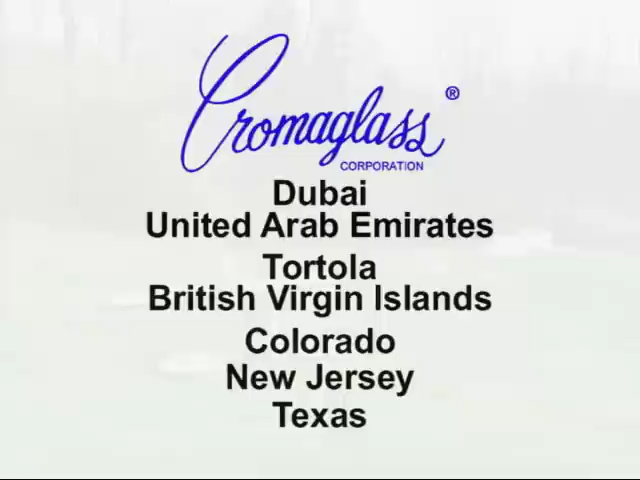 Cromaglass®
CORPORATION
Dubai
United Arab Emirates
Tortola
British Virgin Islands
Colorado
New Jersey
Texas